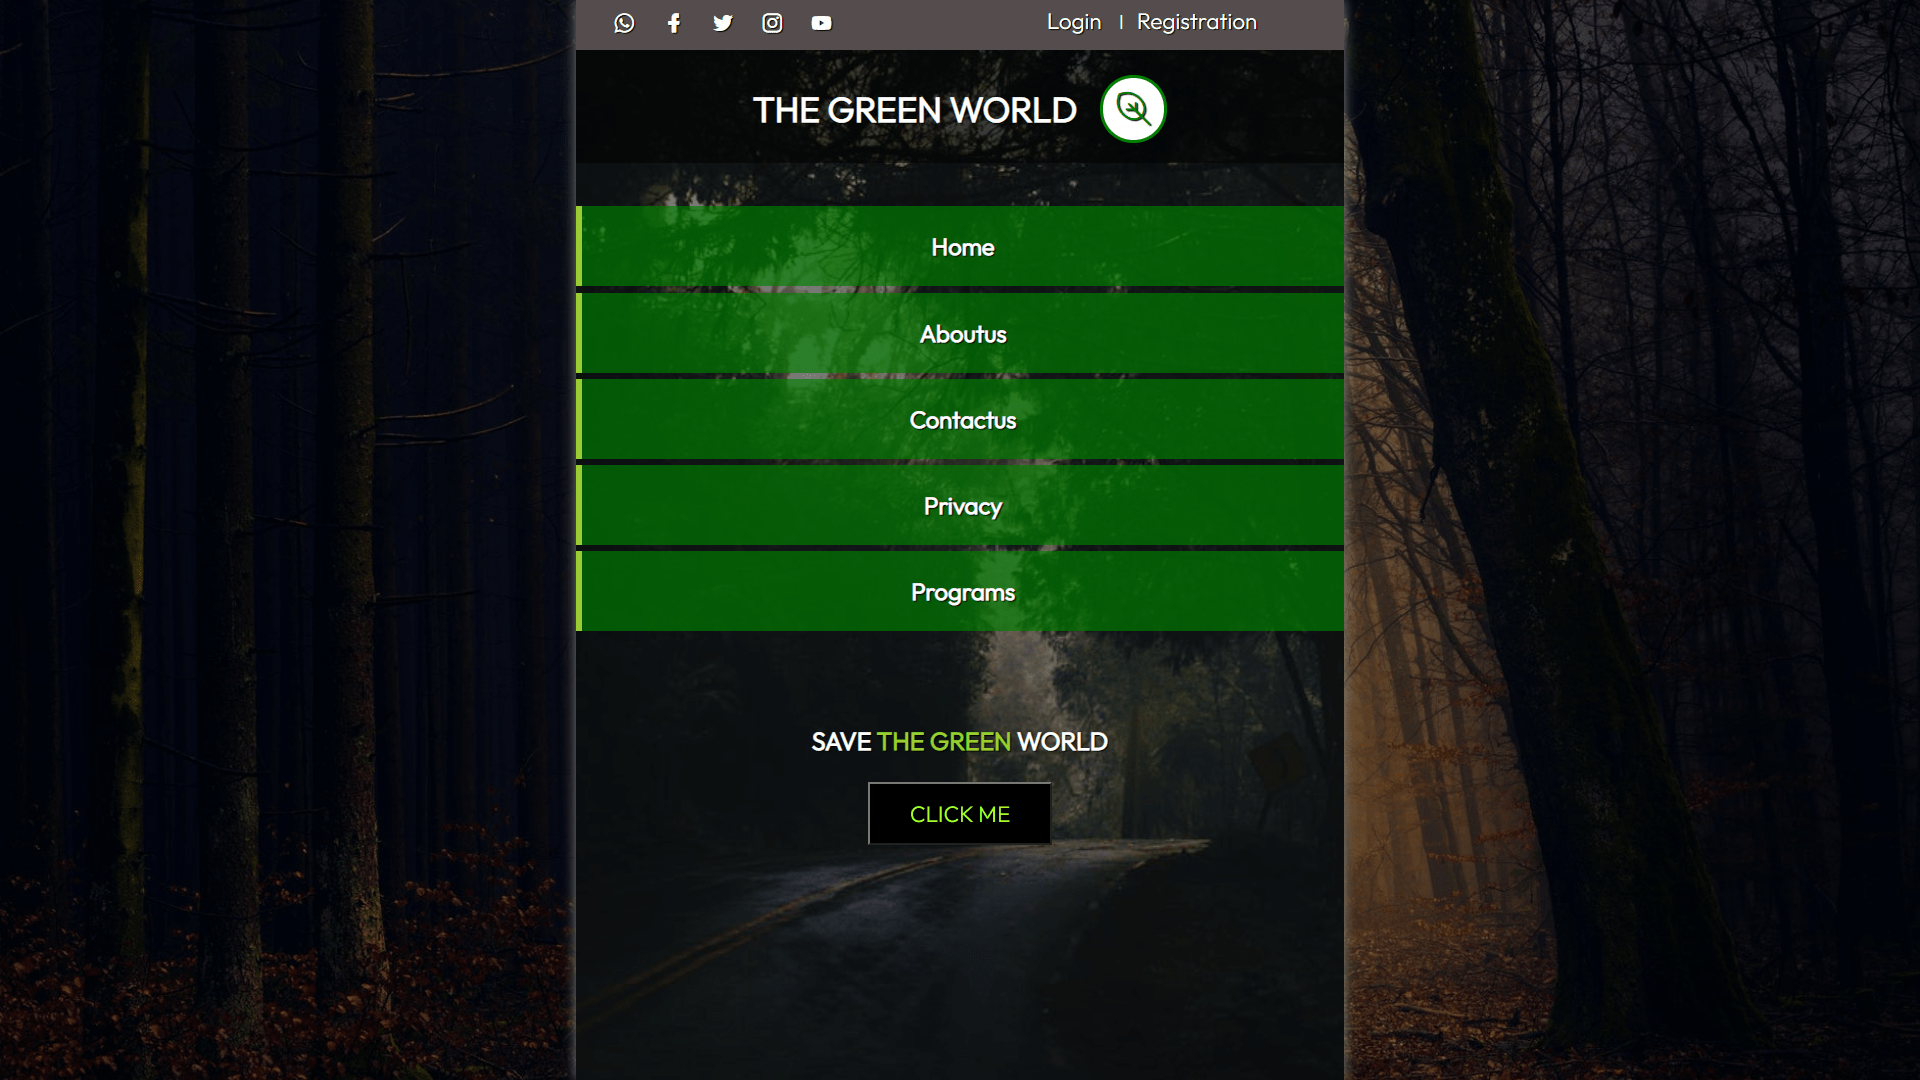 Login | Registration
THE GREEN WORLD
Home
Aboutus
Contactus
Privacy
Programs
SAVE THE GREEN WORLD
CLICK ME